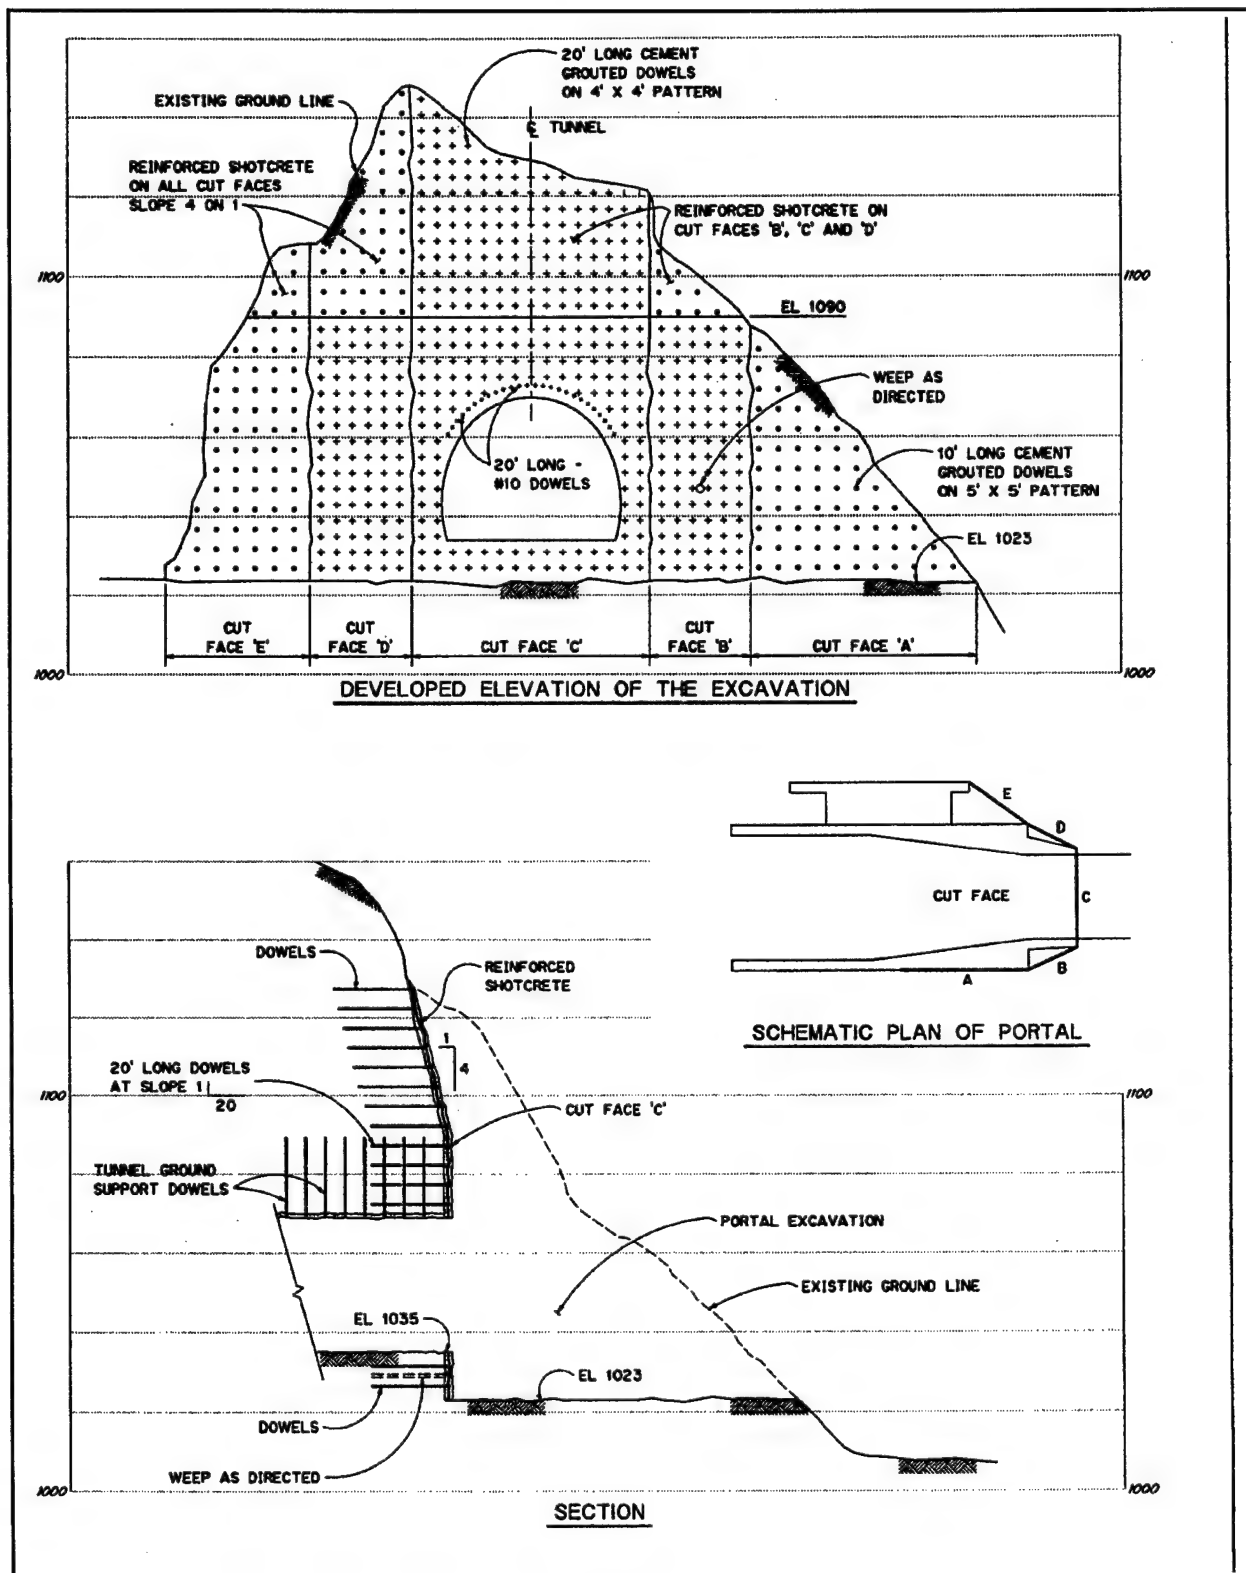 20' LONG CEMENT
GROUTED DOWELS
ON 4' X 4' PATTERN
EXISTING GROUND LINE
℄ TUNNEL
REINFORCED SHOTCRETE
ON ALL CUT FACES
SLOPE 4 ON 1
REINFORCED SHOTCRETE ON
CUT FACES 'B', 'C' AND 'D'
1100
1100
EL 1090
WEEP AS
DIRECTED
20' LONG -
#10 DOWELS
10' LONG CEMENT
GROUTED DOWELS
ON 5' X 5' PATTERN
EL 1023
CUT
FACE 'E'
CUT
FACE 'D'
CUT FACE 'C'
CUT
FACE 'B'
CUT FACE 'A'
1000
1000
DEVELOPED ELEVATION OF THE EXCAVATION
E
D
CUT FACE
C
A
B
SCHEMATIC PLAN OF PORTAL
DOWELS
REINFORCED
SHOTCRETE
1
4
20' LONG DOWELS
AT SLOPE 1
20
1100
1100
CUT FACE 'C'
TUNNEL GROUND
SUPPORT DOWELS
PORTAL EXCAVATION
EXISTING GROUND LINE
EL 1035
EL 1023
DOWELS
WEEP AS DIRECTED
1000
1000
SECTION